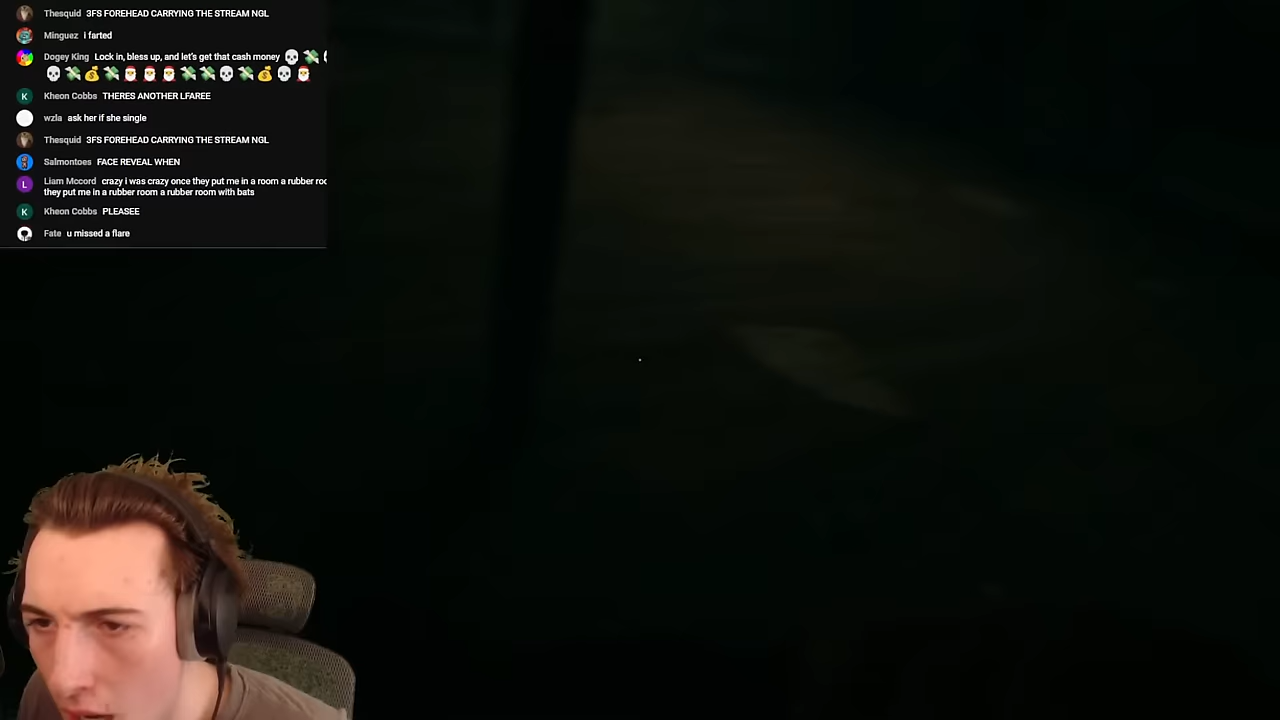 Thesquid 3FS FOREHEAD CARRYING THE STREAM NGL
Minguez i farted
Dogey King Lock in, bless up, and let's get that cash money 💀 💸
💀 💸 💰 💸 🎅 🎅 🎅 💸 💸 💀 💸 💰 💀 🎅
K Kheon Cobbs THERES ANOTHER LFAREE
wzla ask her if she single
Thesquid 3FS FOREHEAD CARRYING THE STREAM NGL
Salmontoes FACE REVEAL WHEN
L Liam Mccord crazy i was crazy once they put me in a room a rubber
they put me in a rubber room a rubber room with bats
K Kheon Cobbs PLEASEE
Fate u missed a flare